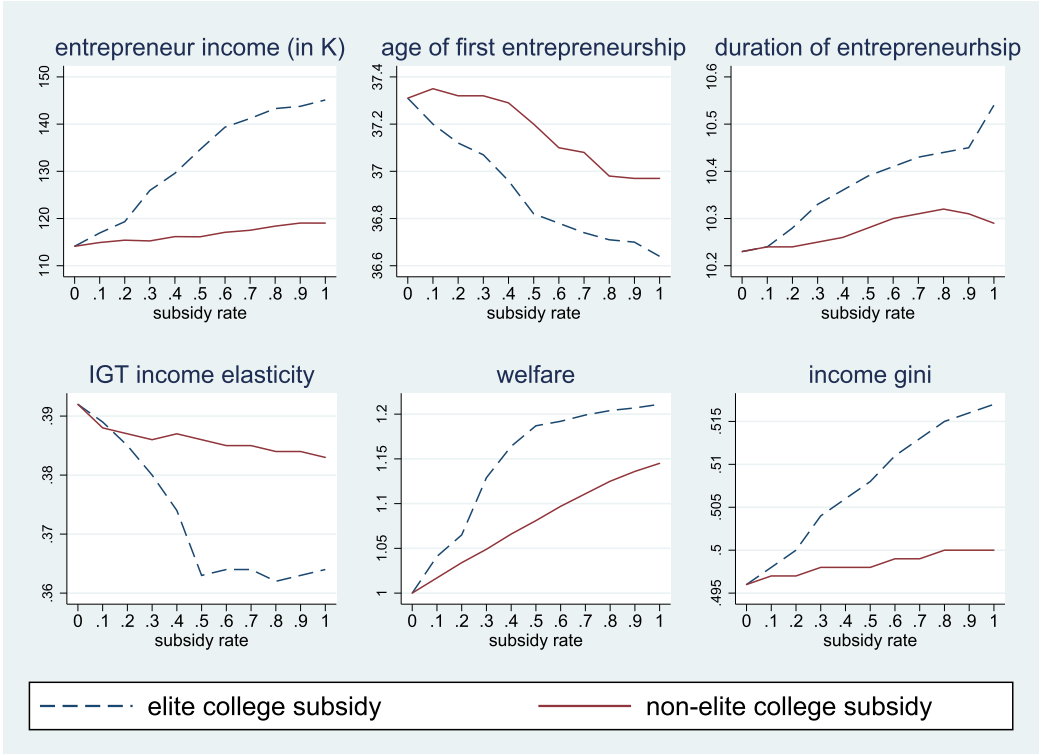 entrepreneur income (in K)
150
140
130
120
110
0 .1 .2 .3 .4 .5 .6 .7 .8 .9 1
subsidy rate
age of first entrepreneurship
37.4
37.2
37
36.8
36.6
0 .1 .2 .3 .4 .5 .6 .7 .8 .9 1
subsidy rate
duration of entrepreneurhsip
10.6
10.5
10.4
10.3
10.2
0 .1 .2 .3 .4 .5 .6 .7 .8 .9 1
subsidy rate
IGT income elasticity
.39
.38
.37
.36
0 .1 .2 .3 .4 .5 .6 .7 .8 .9 1
subsidy rate
welfare
1.2
1.15
1.1
1.05
1
0 .1 .2 .3 .4 .5 .6 .7 .8 .9 1
subsidy rate
income gini
.515
.51
.505
.5
.495
0 .1 .2 .3 .4 .5 .6 .7 .8 .9 1
subsidy rate
elite college subsidy
non-elite college subsidy